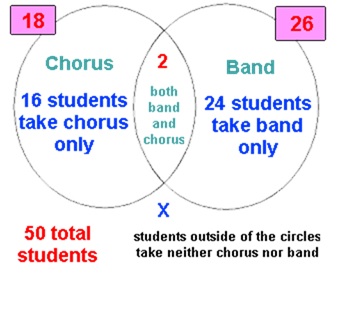 18
26
Chorus
2
Band
both
band
and
chorus
16 students
take chorus
only
24 students
take band
only
X
50 total
students
students outside of the circles
take neither chorus nor band